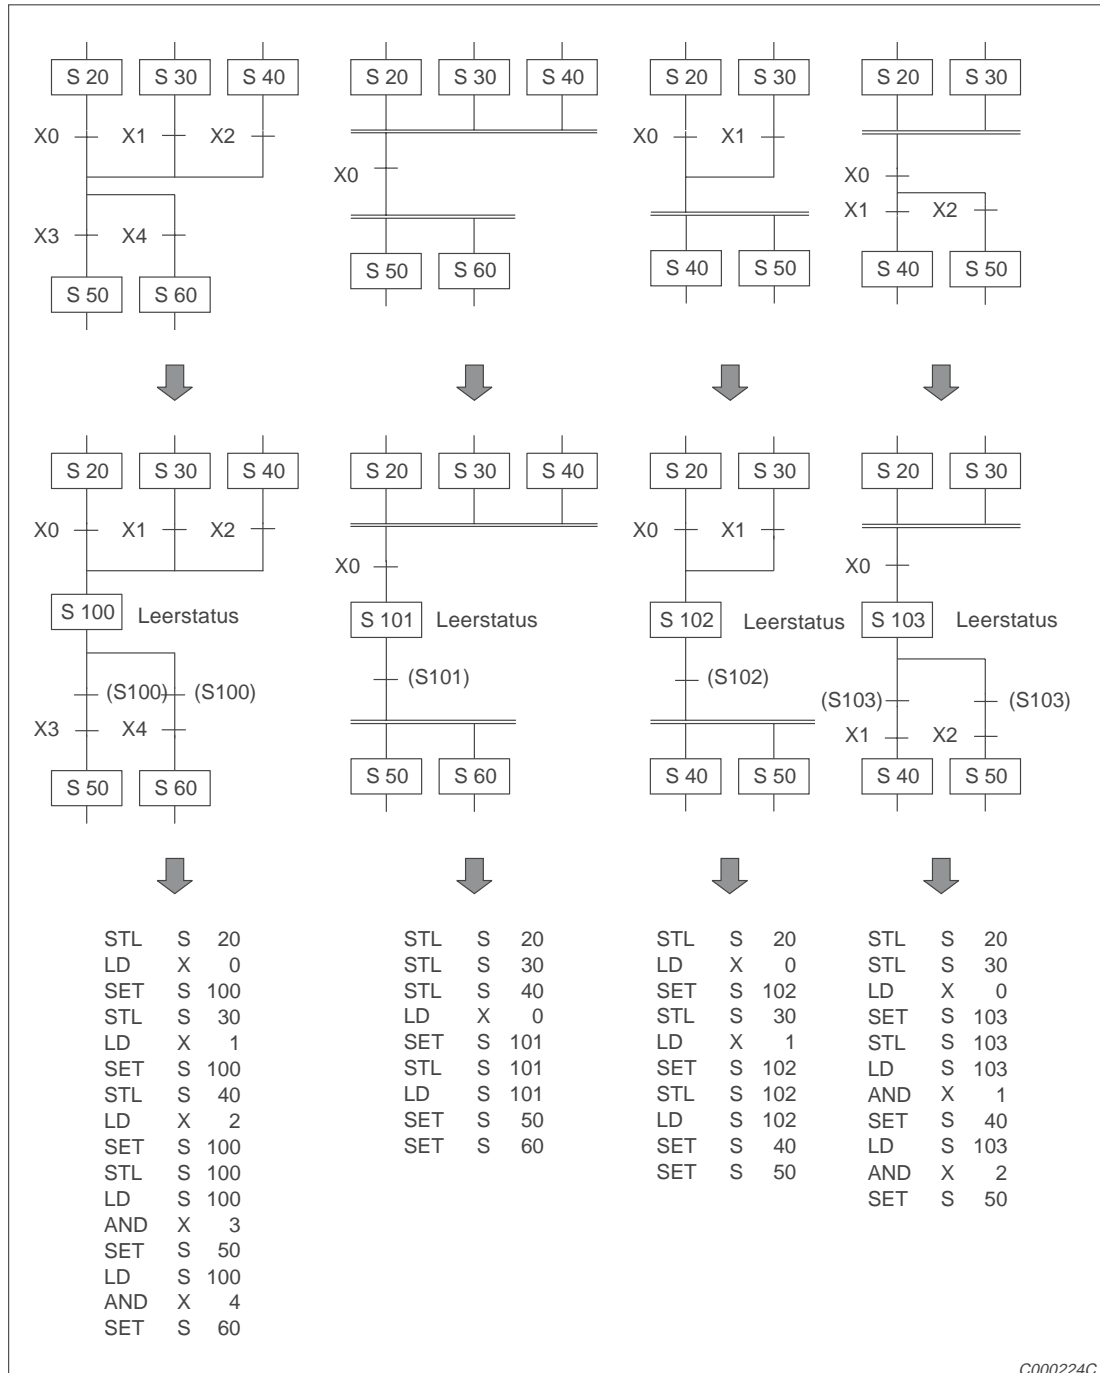 S 20 S 30 S 40 S 20 S 30 S 40 S 20 S 30 S 20 S 30
X0 X1 X2 X0 X1
X0 X0
X1 X2
X3 X4
S 50 S 60 S 50 S 60 S 40 S 50 S 40 S 50
S 20 S 30 S 40 S 20 S 30 S 40 S 20 S 30 S 20 S 30
X0 X1 X2 X0 X1
X0 X0
S 100 Leerstatus S 101 Leerstatus S 102 Leerstatus S 103 Leerstatus
(S100) (S100) (S101) (S102) (S103) (S103)
X3 X4 X1 X2
S 50 S 60 S 50 S 60 S 40 S 50 S 40 S 50
STL S 20
LD X 0
SET S 100
STL S 30
LD X 1
SET S 100
STL S 40
LD X 2
SET S 100
STL S 100
LD S 100
AND X 3
SET S 50
LD S 100
AND X 4
SET S 60
STL S 20
STL S 30
STL S 40
LD X 0
SET S 101
STL S 101
LD S 101
SET S 50
SET S 60
STL S 20
LD X 0
SET S 102
STL S 30
LD X 1
SET S 102
STL S 102
LD S 102
SET S 40
SET S 50
STL S 20
STL S 30
LD X 0
SET S 103
STL S 103
LD S 103
AND X 1
SET S 40
LD S 103
AND X 2
SET S 50
C000224C